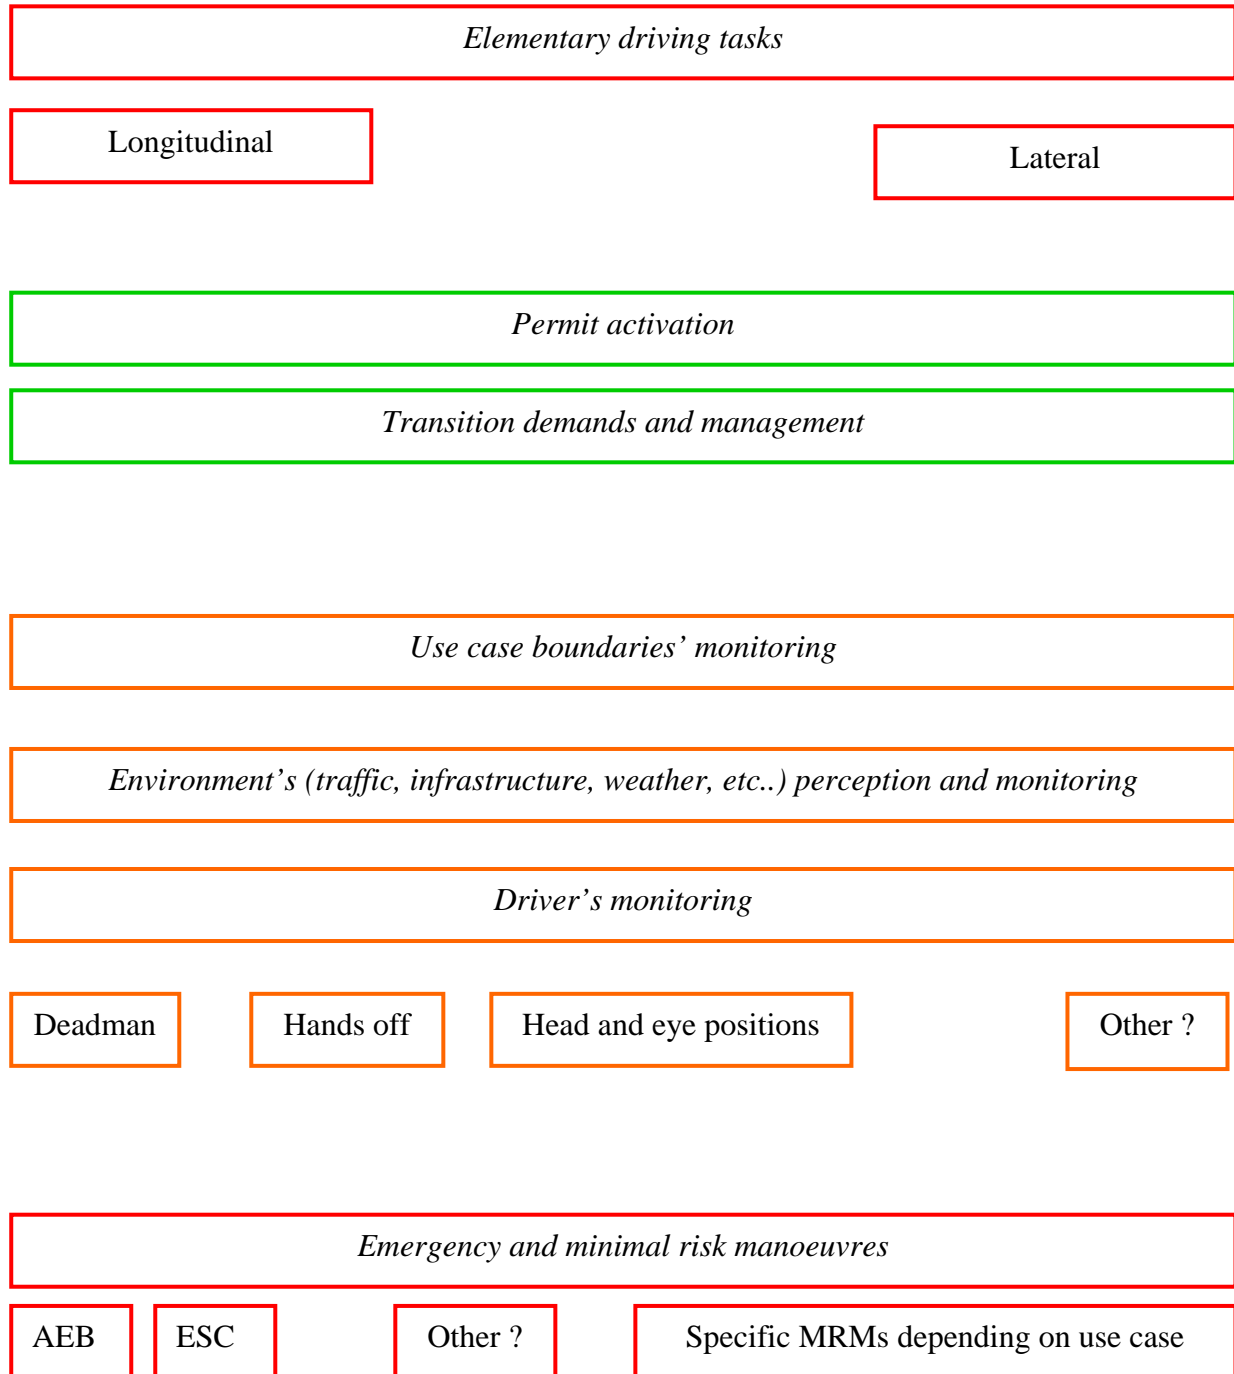 Elementary driving tasks
Longitudinal
Lateral
Permit activation
Transition demands and management
Use case boundaries’ monitoring
Environment’s (traffic, infrastructure, weather, etc..) perception and monitoring
Driver’s monitoring
Deadman
Hands off
Head and eye positions
Other ?
Emergency and minimal risk manoeuvres
AEB
ESC
Other ?
Specific MRMs depending on use case